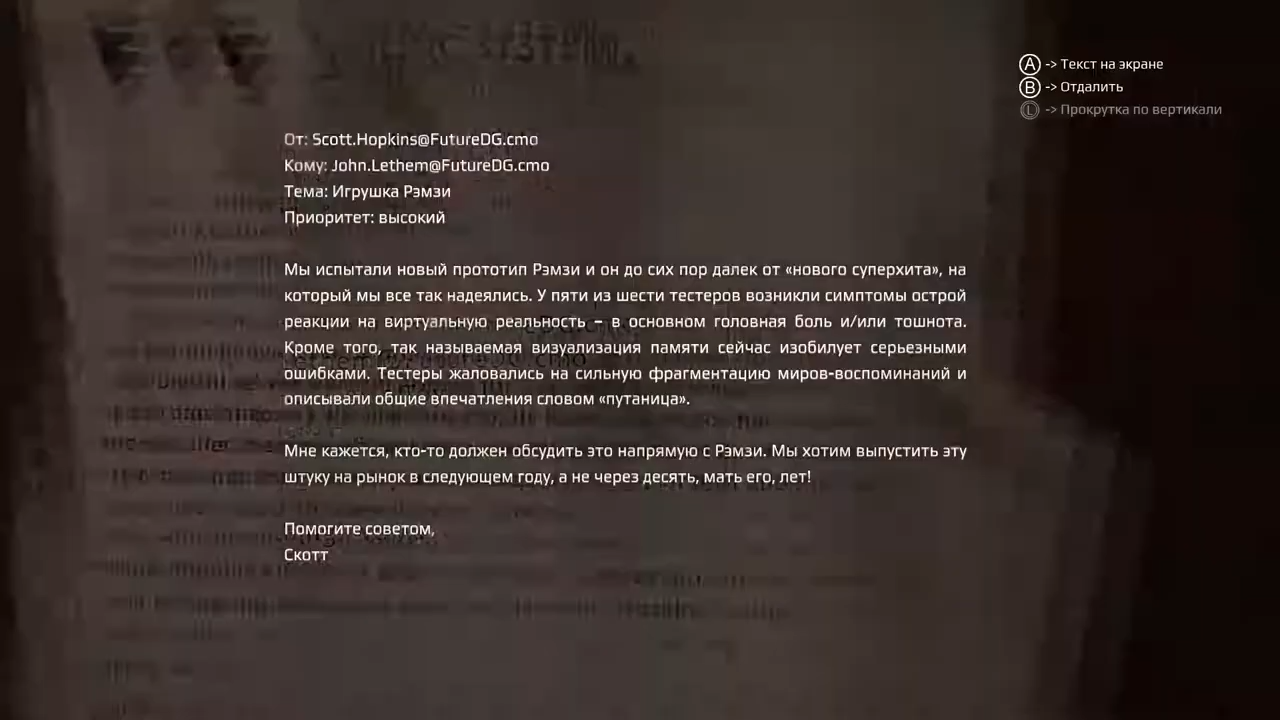 От: Scott.Hopkins@FutureDG.cmo
Кому: John.Lethem@FutureDG.cmo
Тема: Игрушка Рэмзи
Приоритет: высокий
Мы испытали новый прототип Рэмзи и он до сих пор далек от «нового суперхита», на
который мы все так надеялись. У пяти из шести тестеров возникли симптомы острой
реакции на виртуальную реальность – в основном головная боль и/или тошнота.
Кроме того, так называемая визуализация памяти сейчас изобилует серьезными
ошибками. Тестеры жаловались на сильную фрагментацию миров-воспоминаний и
описывали общие впечатления словом «путаница».
Мне кажется, кто-то должен обсудить это напрямую с Рэмзи. Мы хотим выпустить эту
штуку на рынок в следующем году, а не через десять, мать его, лет!
Помогите советом,
Скотт
A -> Текст на экране
B -> Отдалить
L -> Прокрутка по вертикали